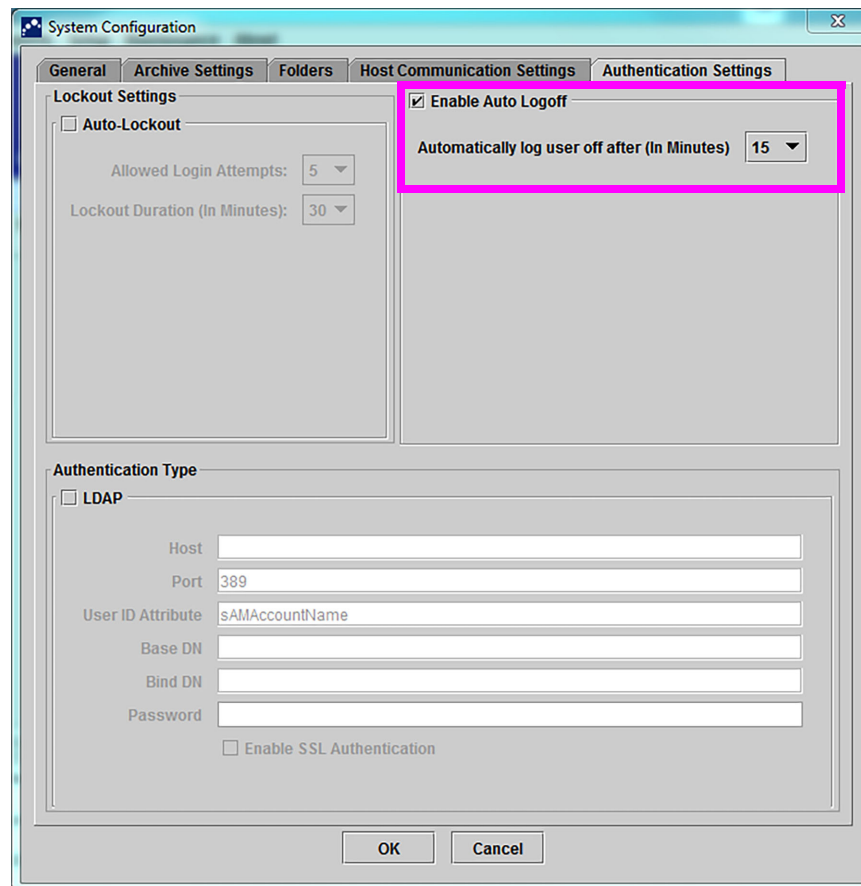 System Configuration
General
Archive Settings
Folders
Host Communication Settings
Authentication Settings
Lockout Settings
Auto-Lockout
Allowed Login Attempts: 5
Lockout Duration (In Minutes): 30
Enable Auto Logoff
Automatically log user off after (In Minutes) 15
Authentication Type
LDAP
Host
Port 389
User ID Attribute sAMAccountName
Base DN
Bind DN
Password
Enable SSL Authentication
OK
Cancel